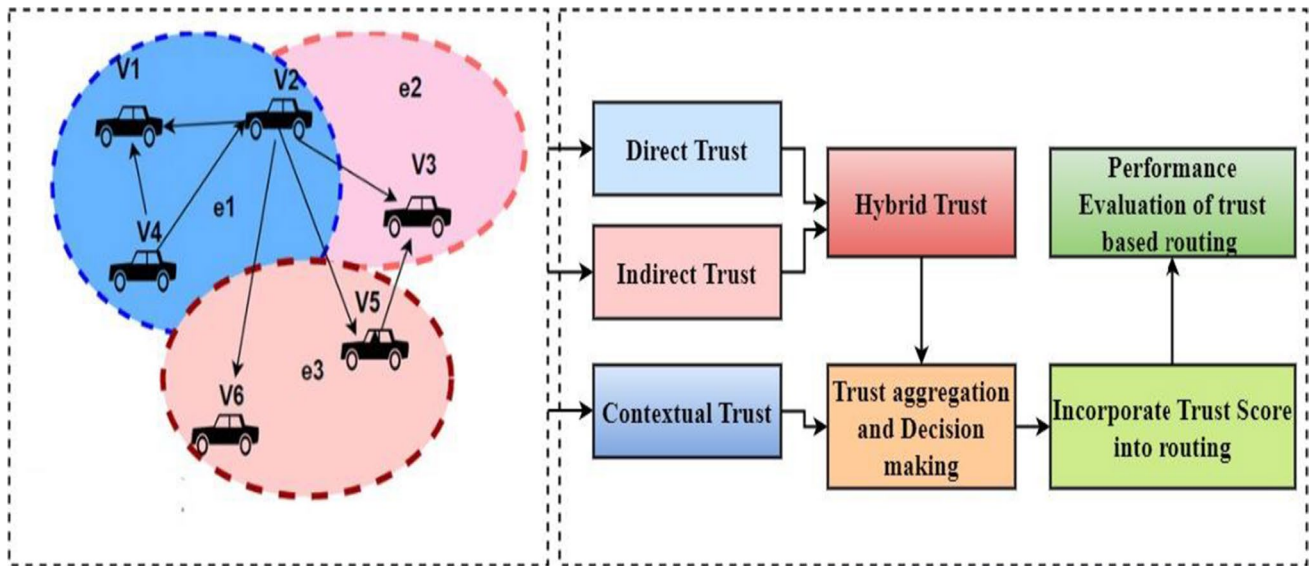 V1
V2
e2
V3
e1
V4
V5
e3
V6
Direct Trust
Indirect Trust
Contextual Trust
Hybrid Trust
Trust aggregation
and Decision
making
Performance
Evaluation of trust
based routing
Incorporate Trust Score
into routing